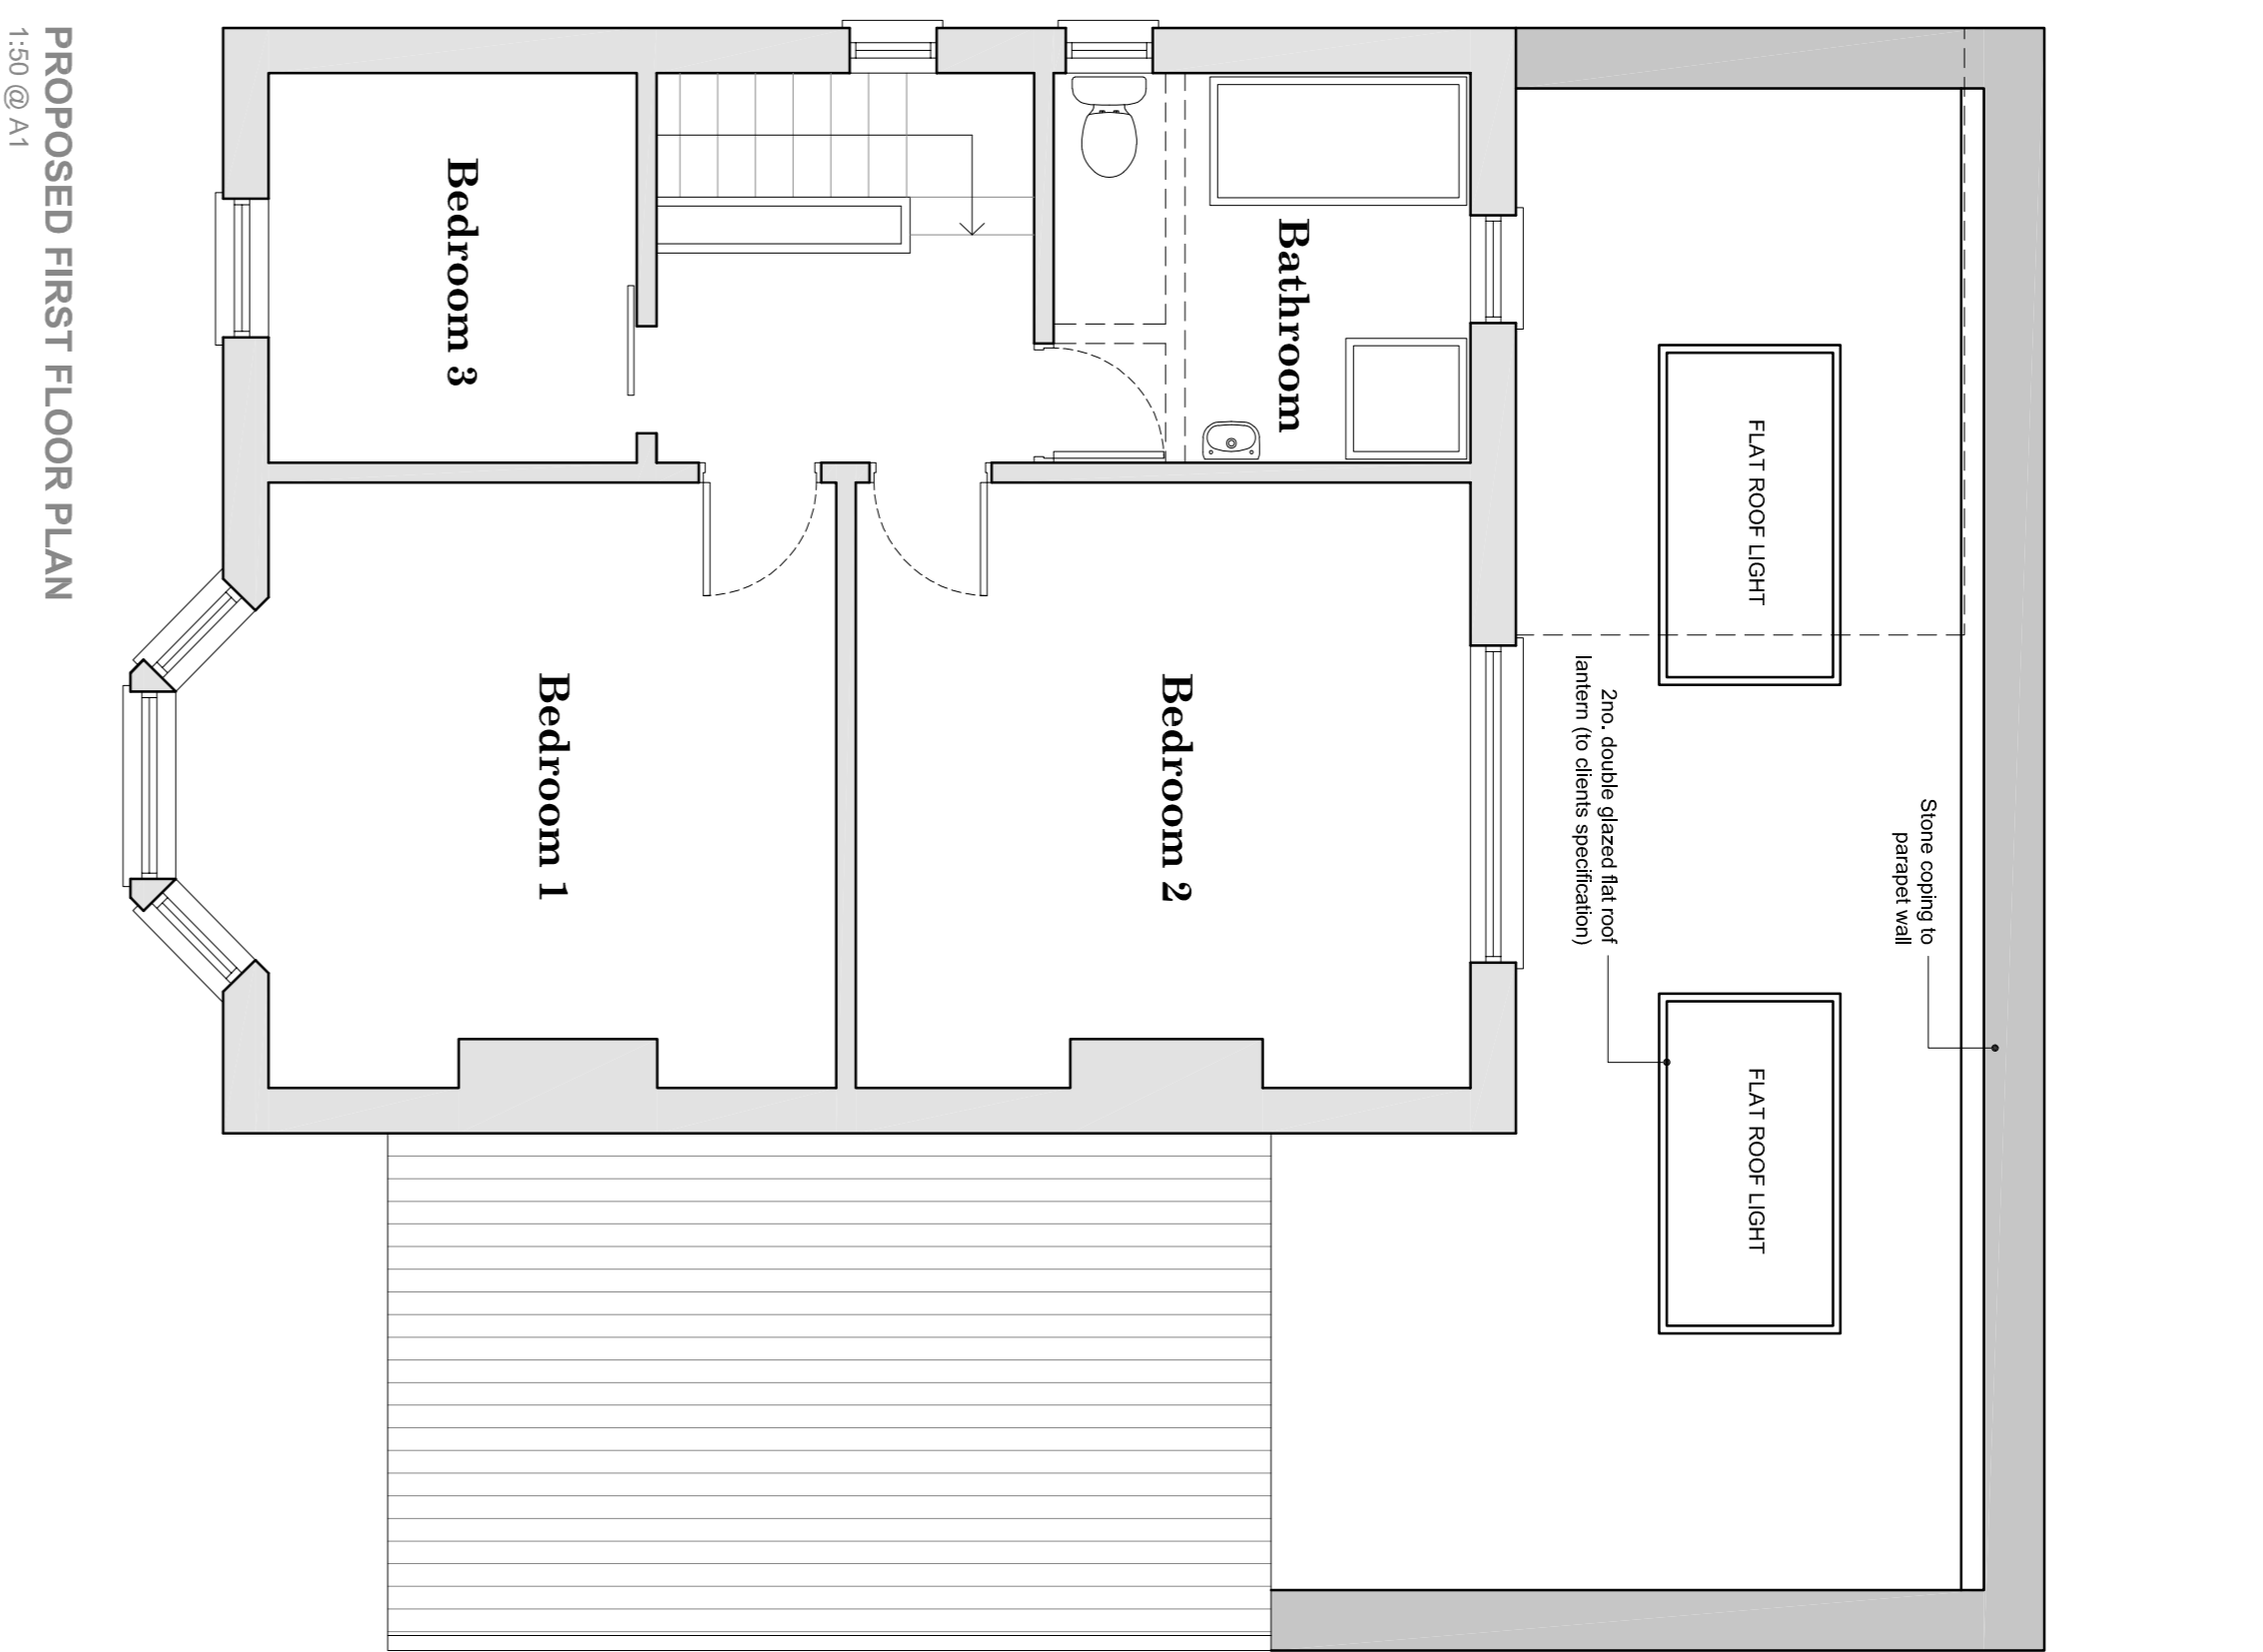 Stone coping to
parapet wall
FLAT ROOF LIGHT
FLAT ROOF LIGHT
2no. double glazed flat roof
lantern (to clients specification)
Bathroom
Bedroom 2
Bedroom 1
Bedroom 3
PROPOSED FIRST FLOOR PLAN
1:50 @ A1